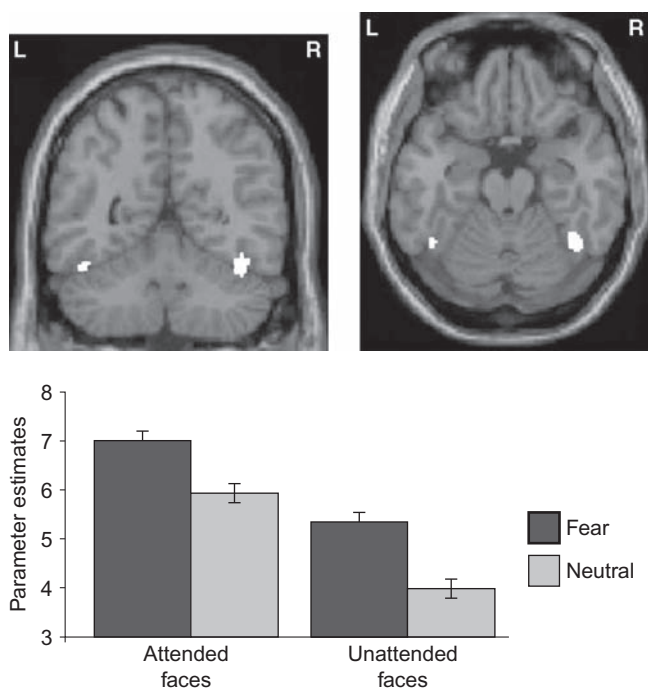 L R
L R
8
7
6
5
4
3
Parameter estimates
Attended
faces
Unattended
faces
Fear
Neutral